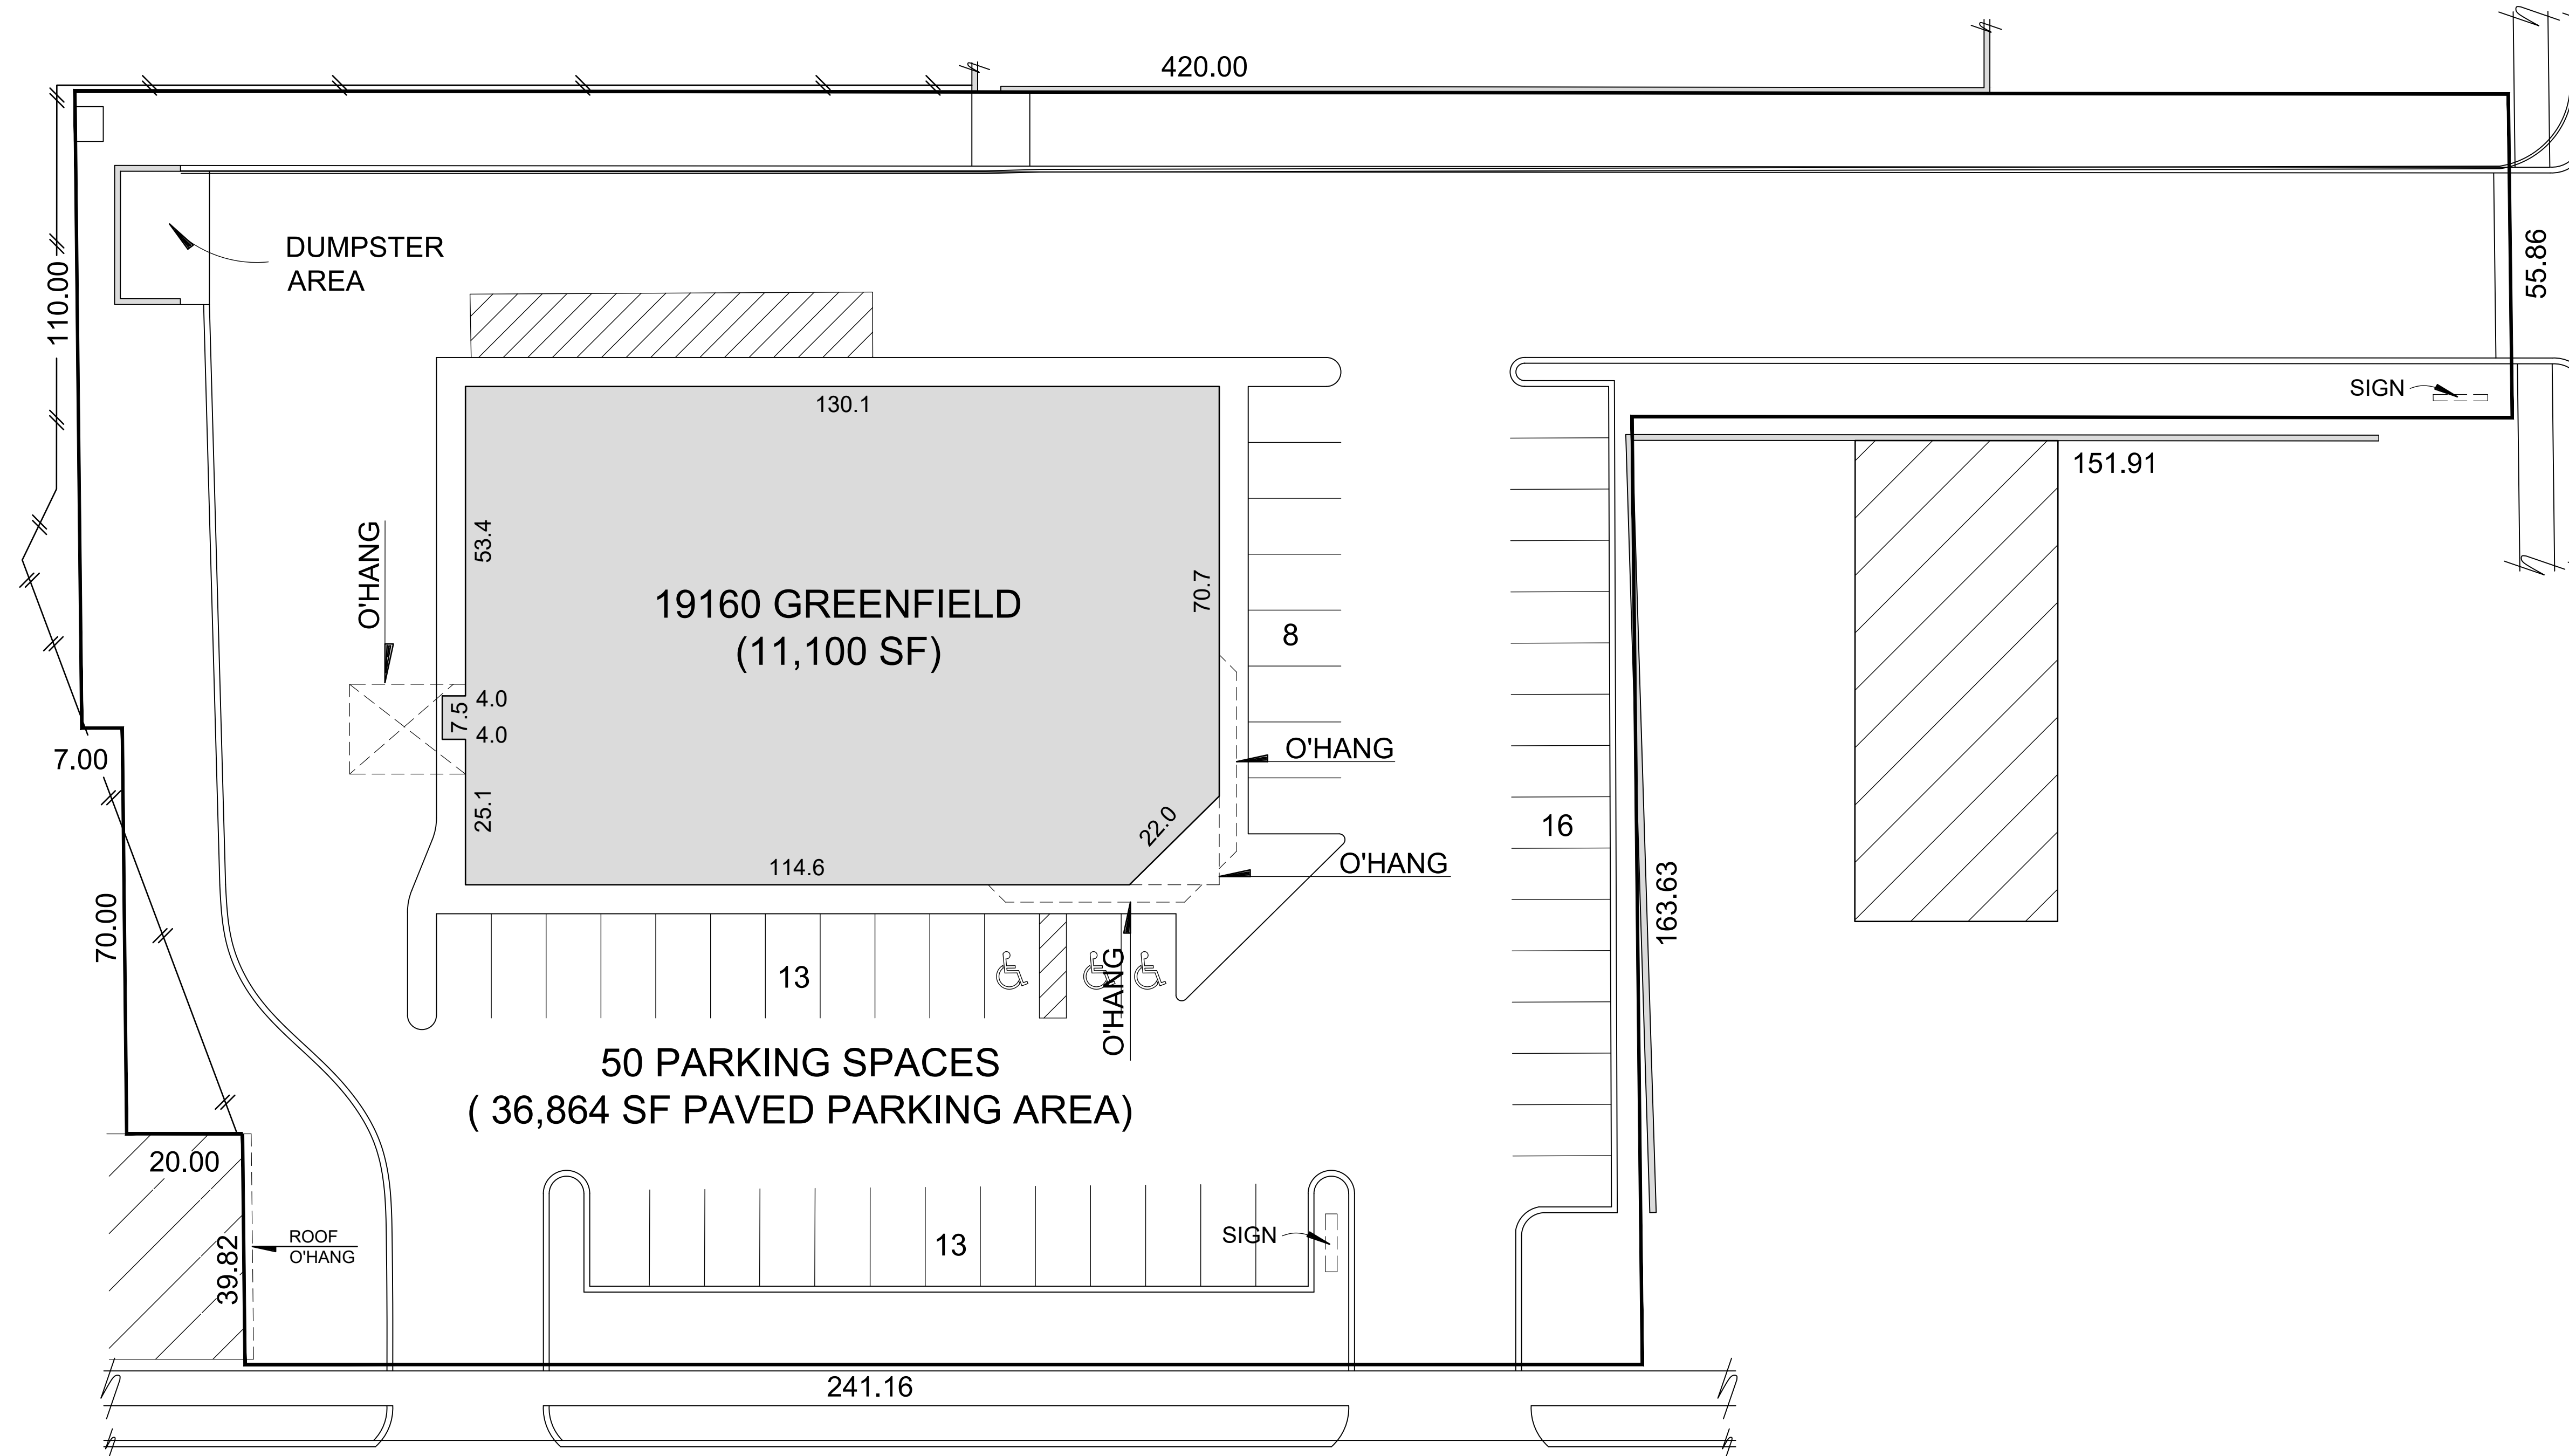 420.00
110.00
DUMPSTER
AREA
55.86
SIGN
130.1
151.91
O'HANG
53.4
70.7
19160 GREENFIELD
(11,100 SF)
8
4.0
7.5
4.0
O'HANG
7.00
25.1
22.0
16
114.6
O'HANG
163.63
70.00
13
O'HANG
50 PARKING SPACES
( 36,864 SF PAVED PARKING AREA)
20.00
39.82
ROOF
O'HANG
13
SIGN
241.16